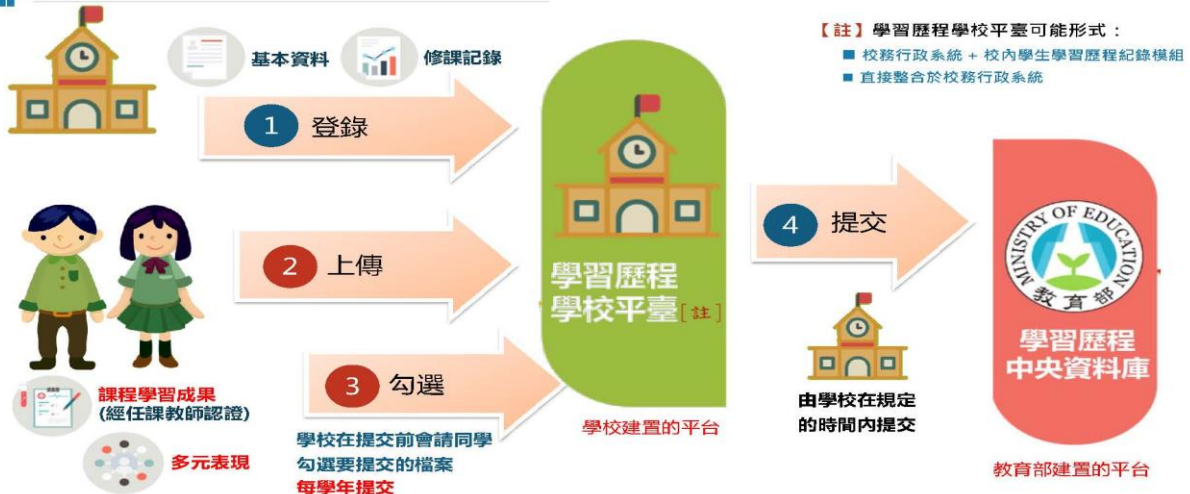 【註】學習歷程學校平臺可能形式：
■ 校務行政系統 + 校內學生學習歷程紀錄模組
■ 直接整合於校務行政系統
基本資料
修課記錄
1 登錄
2 上傳
課程學習成果
(經任課教師認證)
多元表現
3 勾選
學校在提交前會請同學
勾選要提交的檔案
每學年提交
學習歷程
學校平臺[註]
學校建置的平台
4 提交
由學校在規定
的時間內提交
MINISTRY OF EDUCATION
教育部
學習歷程
中央資料庫
教育部建置的平台